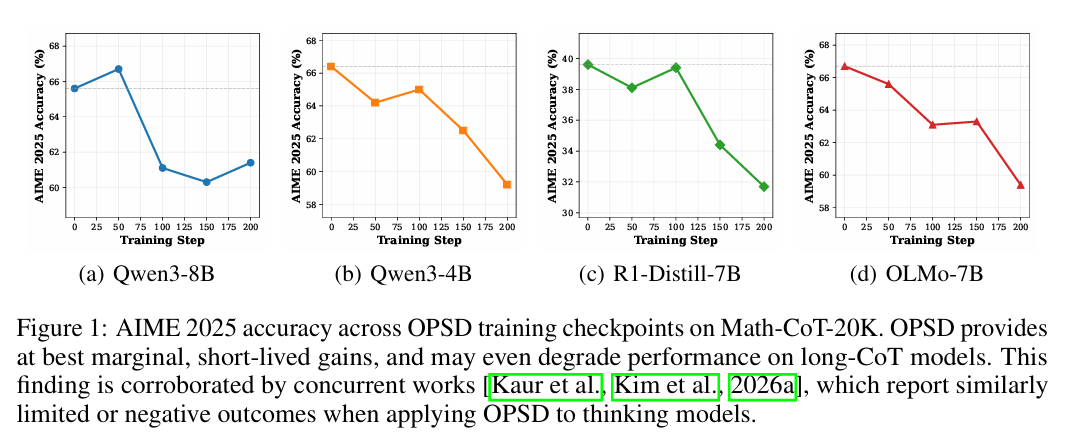 68
66
64
62
60
AIME 2025 Accuracy (%)
0 25 50 75 100 125 150 175 200
Training Step
(a) Qwen3-8B
68
66
64
62
60
58
AIME 2025 Accuracy (%)
0 25 50 75 100 125 150 175 200
Training Step
(b) Qwen3-4B
40
38
36
34
32
30
AIME 2025 Accuracy (%)
0 25 50 75 100 125 150 175 200
Training Step
(c) R1-Distill-7B
68
66
64
62
60
58
AIME 2025 Accuracy (%)
0 25 50 75 100 125 150 175 200
Training Step
(d) OLMo-7B
Figure 1: AIME 2025 accuracy across OPSD training checkpoints on Math-CoT-20K. OPSD provides
at best marginal, short-lived gains, and may even degrade performance on long-CoT models. This
finding is corroborated by concurrent works [Kaur et al., Kim et al., 2026a], which report similarly
limited or negative outcomes when applying OPSD to thinking models.